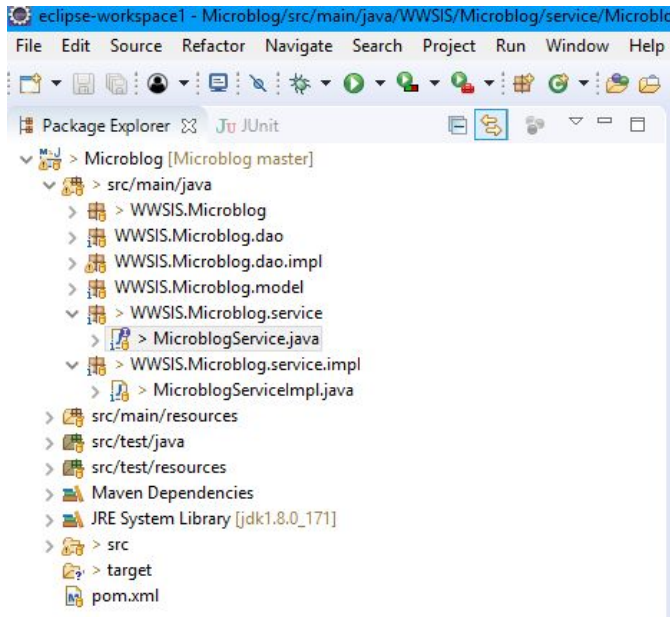 eclipse-workspace1 - Microblog/src/main/java/WWSIS/Microblog/service/Microblo
File Edit Source Refactor Navigate Search Project Run Window Help
Package Explorer Ju JUnit
> Microblog [Microblog master]
> src/main/java
> WWSIS.Microblog
WWSIS.Microblog.dao
WWSIS.Microblog.dao.impl
WWSIS.Microblog.model
> WWSIS.Microblog.service
> MicroblogService.java
> WWSIS.Microblog.service.impl
> MicroblogServiceImpl.java
src/main/resources
src/test/java
src/test/resources
Maven Dependencies
JRE System Library [jdk1.8.0_171]
> src
> target
pom.xml